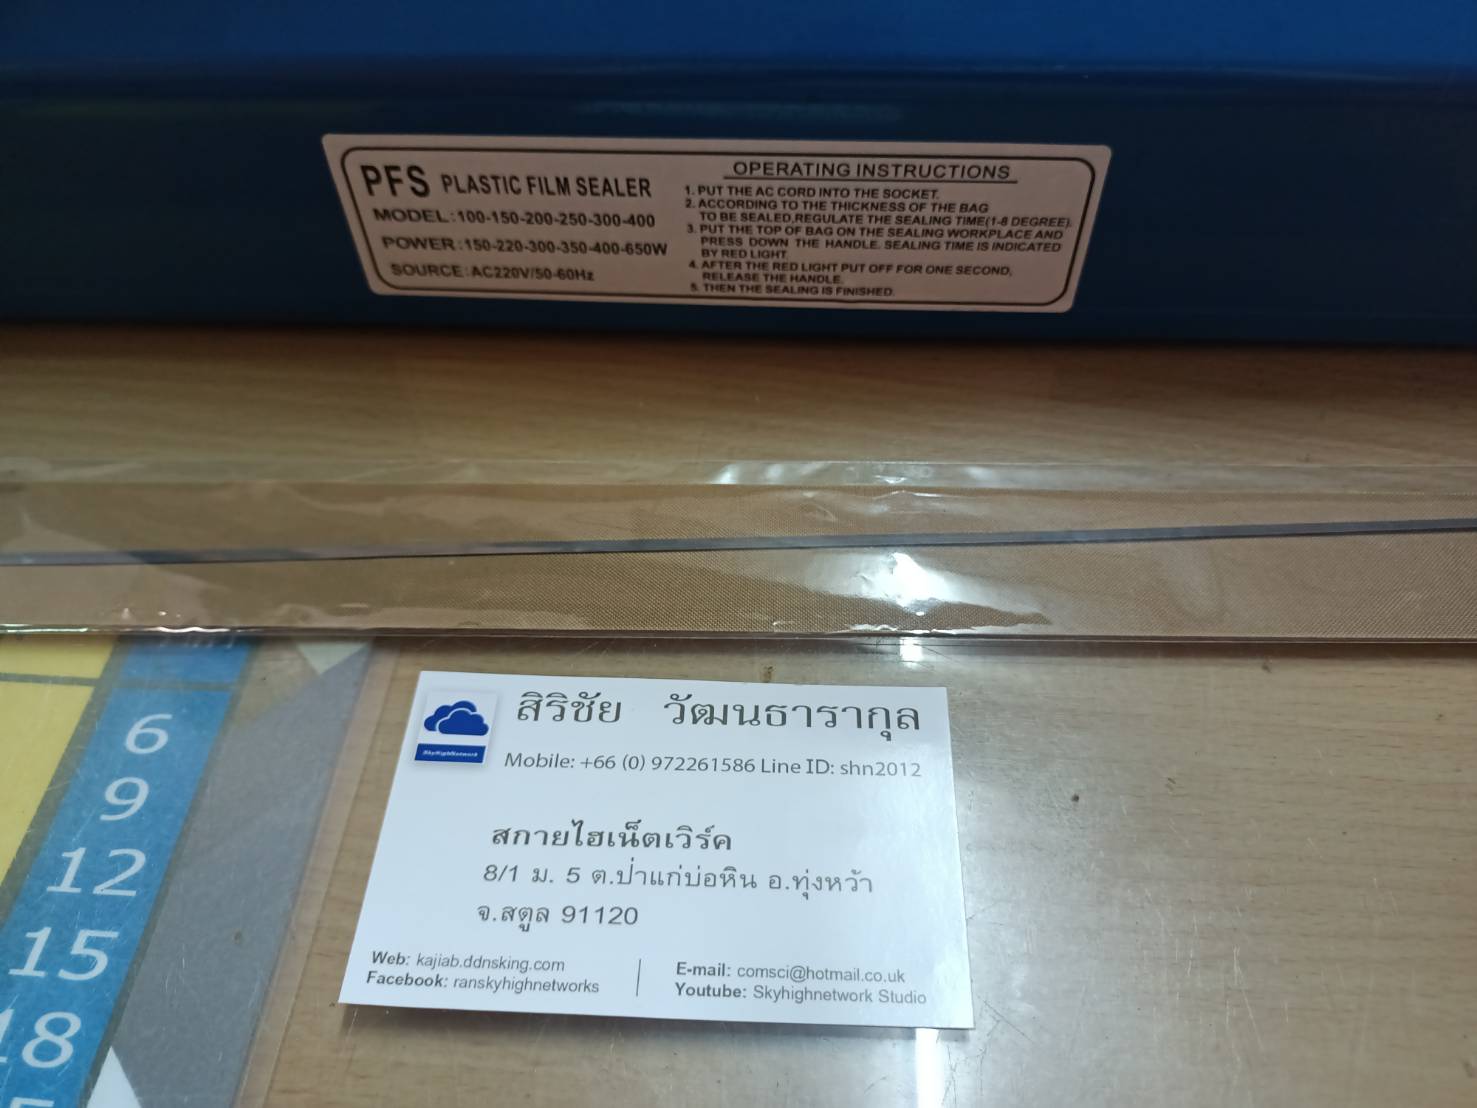 PFS PLASTIC FILM SEALER
MODEL:100-150-200-250-300-400
POWER:150-220-300-350-400-650W
SOURCE:AC220V/50-60Hz
OPERATING INSTRUCTIONS
1. PUT THE AC CORD INTO THE SOCKET.
2. ACCORDING TO THE THICKNESS OF THE BAG
TO BE SEALED,REGULATE THE SEALING TIME(1-8 DEGREE).
3. PUT THE TOP OF BAG ON THE SEALING WORKPLACE AND
PRESS DOWN THE HANDLE. SEALING TIME IS INDICATED
BY RED LIGHT.
4. AFTER THE RED LIGHT PUT OFF FOR ONE SECOND,
RELEASE THE HANDLE.
5. THEN THE SEALING IS FINISHED.
6
9
12
15
18
SkyHighNetwork
สิริชัย วัฒนธารากุล
Mobile: +66 (0) 972261586 Line ID: shn2012
สกายไฮเน็ตเวิร์ค
8/1 ม. 5 ต.ป่าแก่บ่อหิน อ.ทุ่งหว้า
จ.สตูล 91120
Web: kajiab.ddnsking.com
Facebook: ranskyhighnetworks
E-mail: comsci@hotmail.co.uk
Youtube: Skyhighnetwork Studio